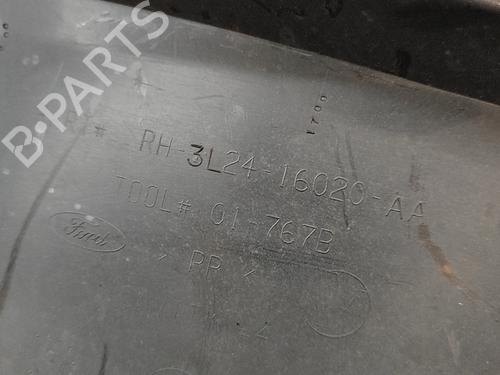 B-PARTS
RH-3L24-16020-AA
TOOL# 01-767B
Ford
> PP <